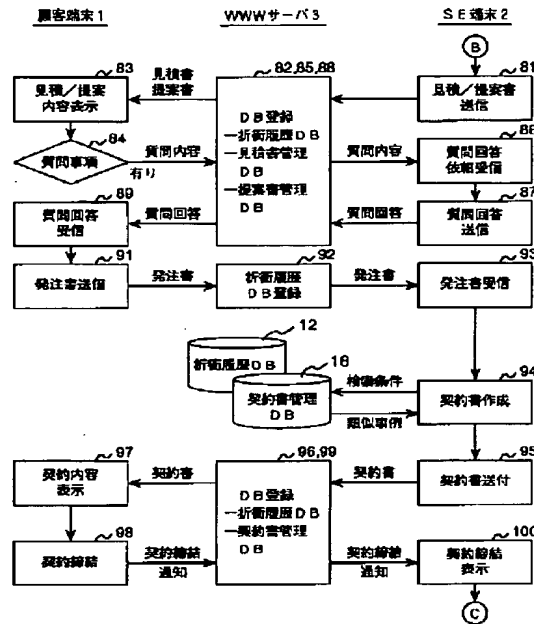 顧客端末1
WWWサーバ3
SE端末2
B
83
見積/提案
内容表示
見積書
提案書
82,85,88
DB登録
―折衝履歴DB
―見積書管理
DB
―提案書管理
DB
81
見積/提案書
送信
84
質問事項
有り
質問内容
質問内容
質問回答
依頼受信
89
質問回答
受信
質問回答
質問回答
87
質問回答
送信
91
発注書送信
発注書
92
折衝履歴
DB登録
発注書
93
発注書受信
12
折衝履歴DB
契約書管理
DB
検索条件
類似事例
94
契約書作成
97
契約内容
表示
契約書
96,99
DB登録
―折衝履歴DB
―契約書管理
DB
契約書
95
契約書送付
98
契約締結
契約締結
通知
契約締結
通知
100
契約締結
表示
C